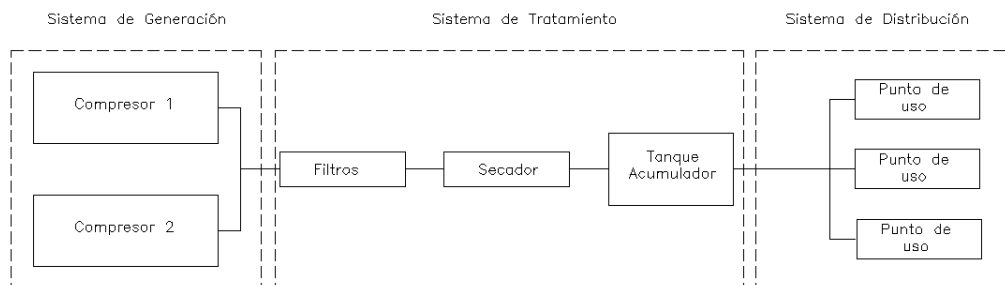 Sistema de Generación
Sistema de Tratamiento
Sistema de Distribución
Compresor 1
Compresor 2
Filtros
Secador
Tanque
Acumulador
Punto de
uso
Punto de
uso
Punto de
uso